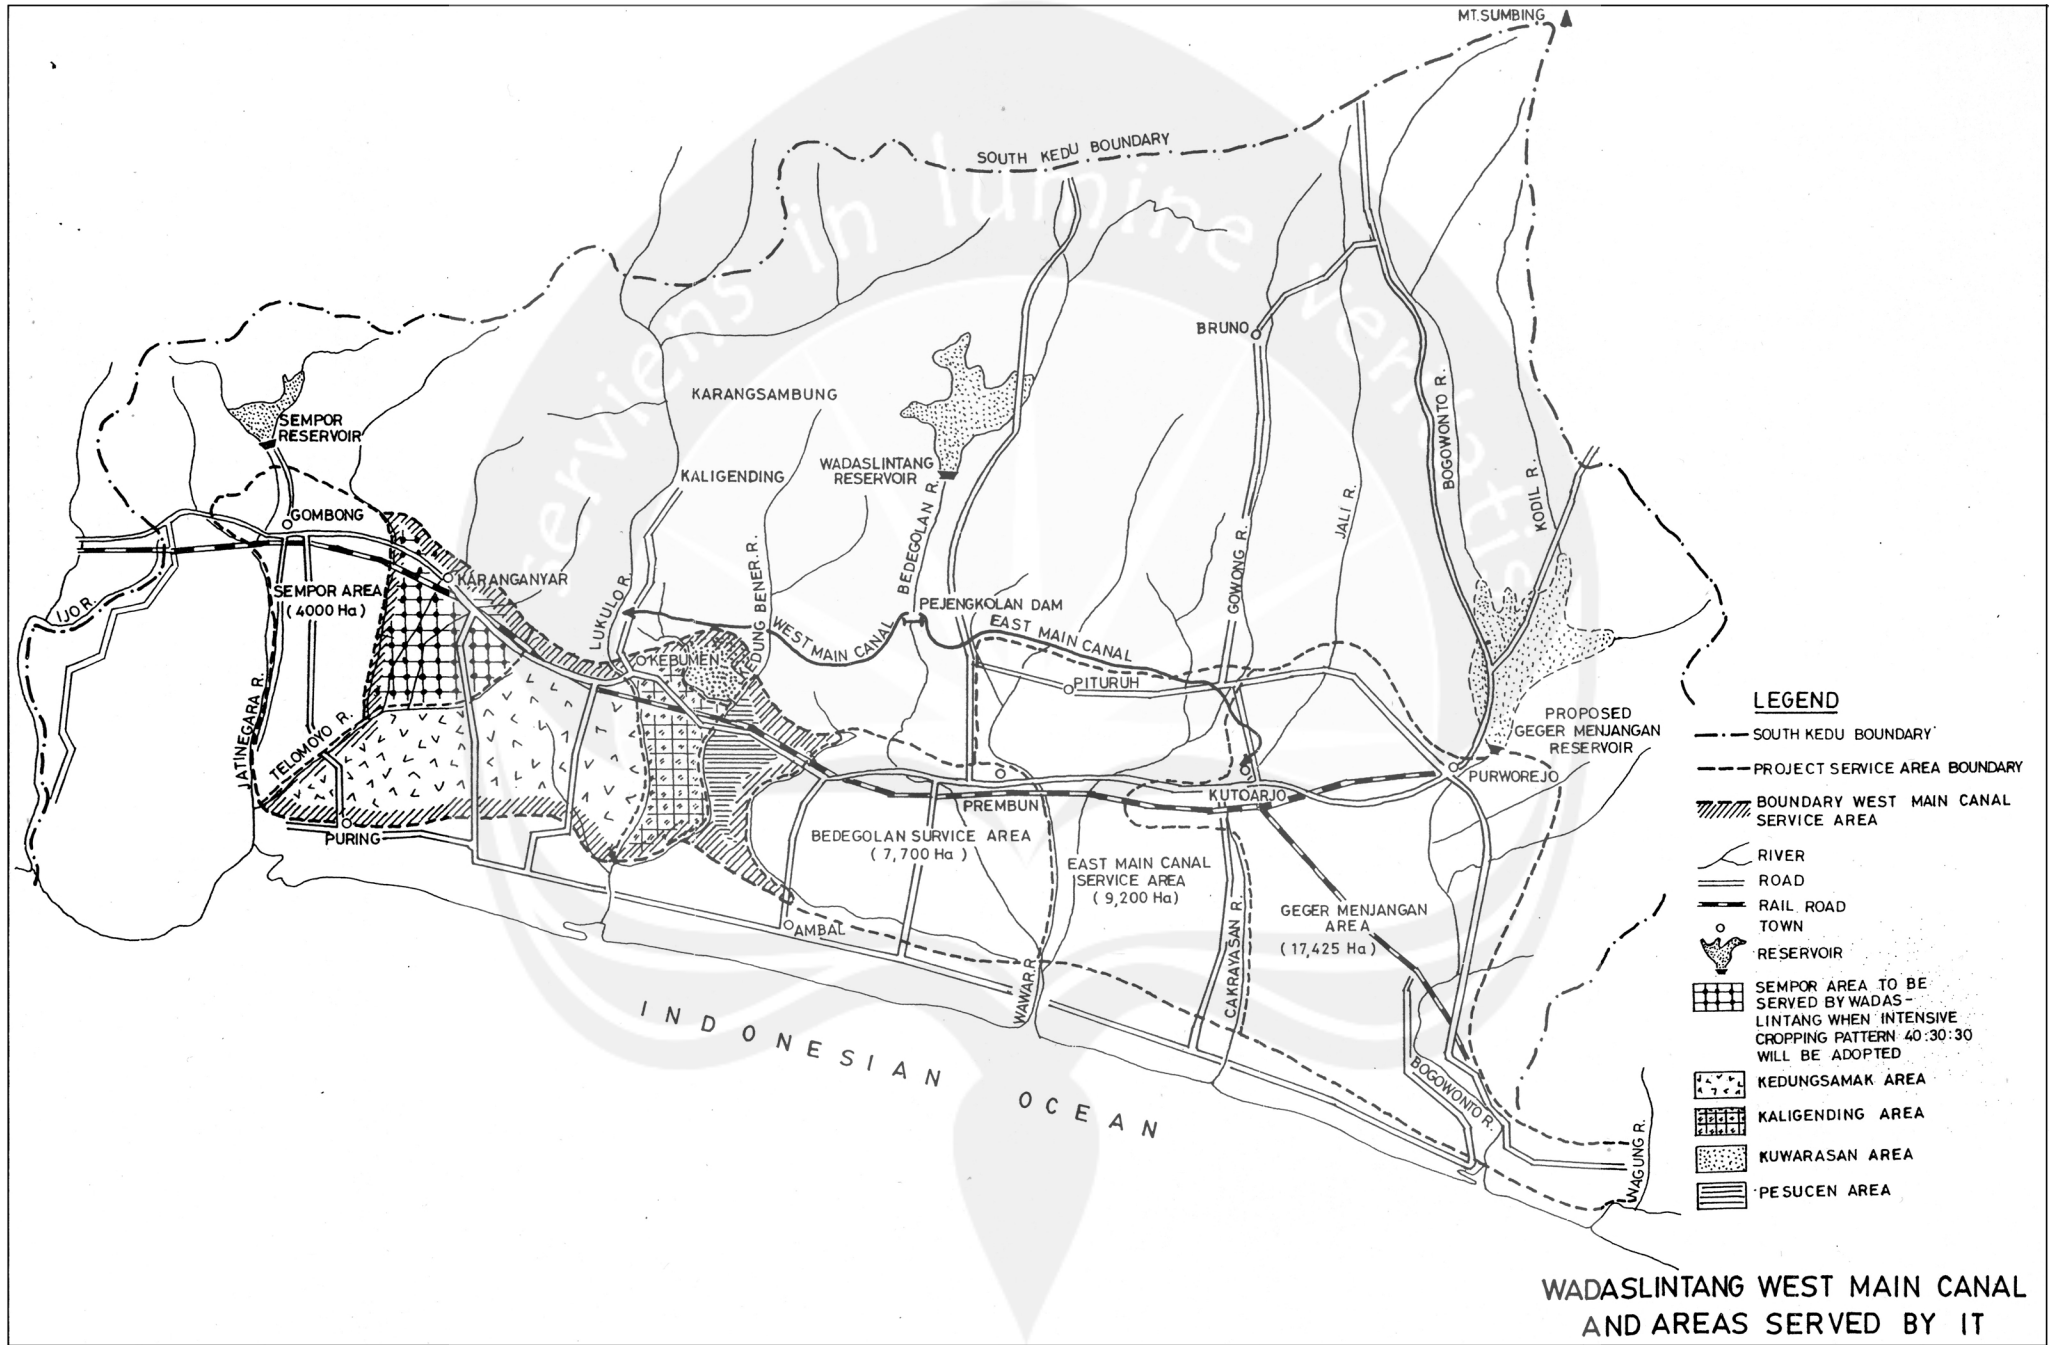 MT.SUMBING
SOUTH KEDU BOUNDARY
serviens in lumine veritatis
BRUNO
KARANGSAMBUNG
BOGOWONTO R.
SEMPOR
RESERVOIR
WADASLINTANG
RESERVOIR
KALIGENDING
KODIL R.
JALI R.
GOMBONG
BEDEGOLAN R.
GOWONG R.
KEDUNG BENER.R.
KARANGANYAR
SEMPOR AREA
(4000 Ha)
IJO R.
LUKULO R.
PEJENGKOLAN DAM
WEST MAIN CANAL
EAST MAIN CANAL
KEBUMEN
PITURUH
JATINEGARA R.
TELOMOYO R.
PROPOSED
GEGER MENJANGAN
RESERVOIR
PURWOREJO
KUTOARJO
PREMBUN
PURING
BEDEGOLAN SURVICE AREA
(7,700 Ha)
EAST MAIN CANAL
SERVICE AREA
(9,200 Ha)
GEGER MENJANGAN
AREA
(17,425 Ha)
AMBAL
WAWAR.R.
CAKRAYASAN R.
BOGOWONTO R.
WAGUNG R.
INDONESIAN OCEAN
LEGEND
SOUTH KEDU BOUNDARY
PROJECT SERVICE AREA BOUNDARY
BOUNDARY WEST MAIN CANAL
SERVICE AREA
RIVER
ROAD
RAIL ROAD
TOWN
RESERVOIR
SEMPOR AREA TO BE
SERVED BY WADAS-
LINTANG WHEN INTENSIVE
CROPPING PATTERN 40:30:30
WILL BE ADOPTED
KEDUNGSAMAK AREA
KALIGENDING AREA
KUWARASAN AREA
PESUCEN AREA
WADASLINTANG WEST MAIN CANAL
AND AREAS SERVED BY IT